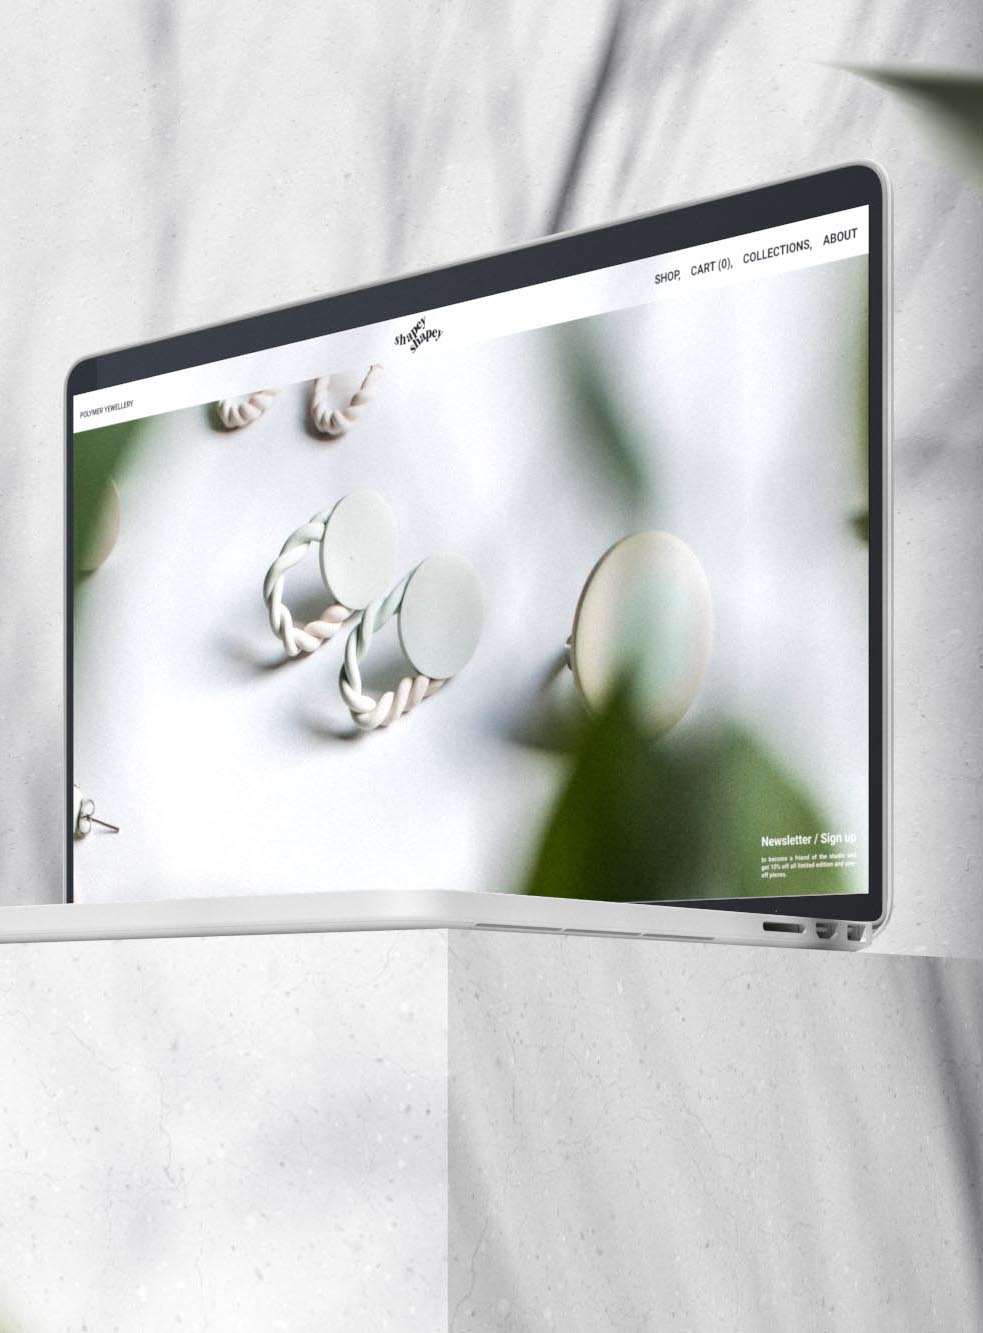 SHOP, CART (0), COLLECTIONS, ABOUT
shapey
shapey
POLYMER YEWELLERY
Newsletter / Sign up
to become a friend of the studio and
get 10% off all limited edition and one-
off pieces.